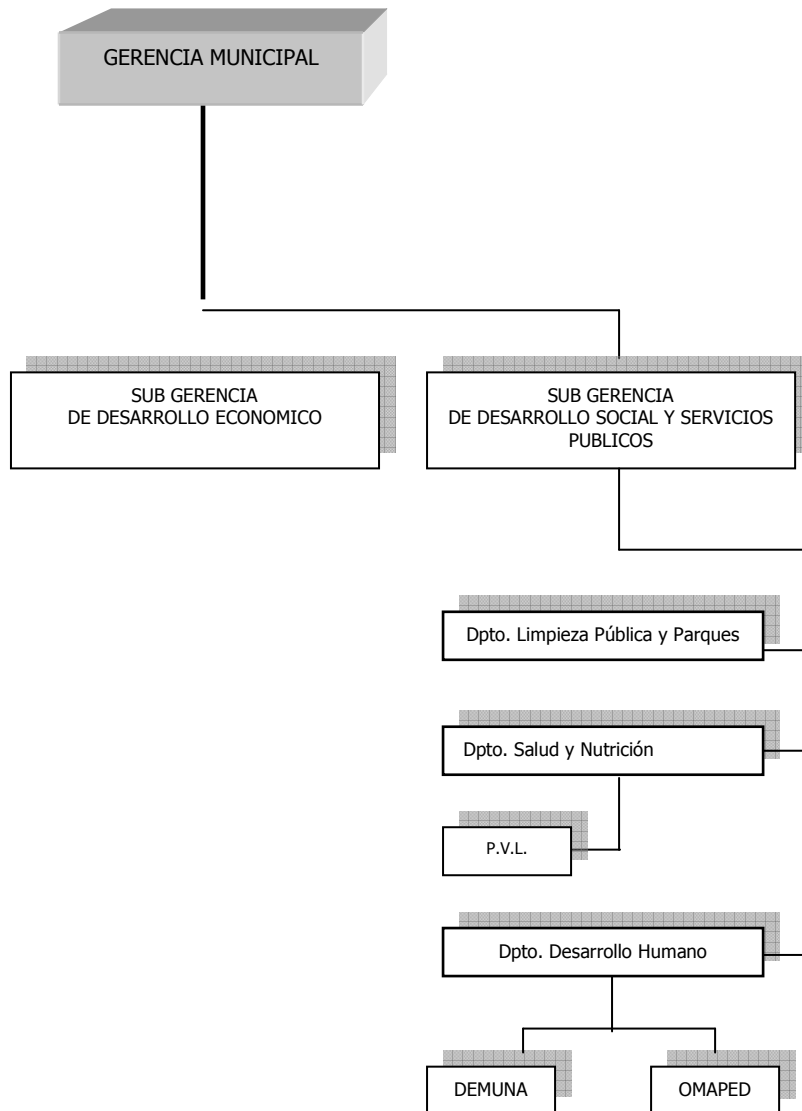 GERENCIA MUNICIPAL
SUB GERENCIA
DE DESARROLLO ECONOMICO
SUB GERENCIA
DE DESARROLLO SOCIAL Y SERVICIOS
PUBLICOS
Dpto. Limpieza Pública y Parques
Dpto. Salud y Nutrición
P.V.L.
Dpto. Desarrollo Humano
DEMUNA
OMAPED